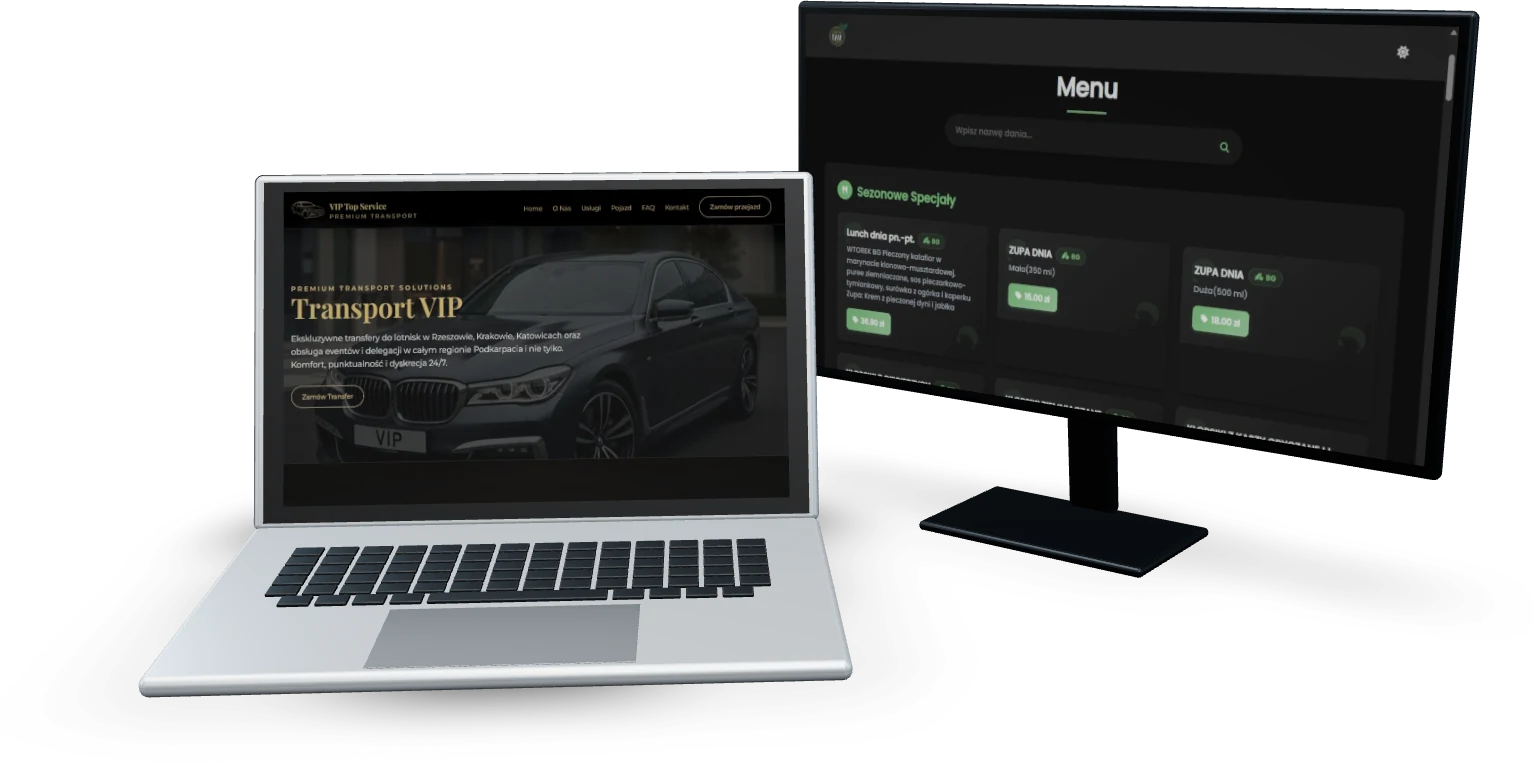 VIP Top Service
PREMIUM TRANSPORT
Home O Nas Usługi Pojazd FAQ Kontakt Zamów przejazd
PREMIUM TRANSPORT SOLUTIONS
Transport VIP
Ekskluzywne transfery do lotnisk w Rzeszowie, Krakowie, Katowicach oraz
obsługa eventów i delegacji w całym regionie Podkarpacia i nie tylko.
Komfort, punktualność i dyskrecja 24/7.
Zamów Transfer
VIP
Menu
Wpisz nazwę dania...
Sezonowe Specjały
Lunch dnia pn.-pt. BG
WTOREK BG Pieczony kalafior w
marynacie klonowo-musztardowej,
puree ziemniaczane, sos pieczarkowo-
tymiankowy, surówka z ogórka i koperku
Zupa: Krem z pieczonej dyni i jabłka
36.90 zł
ZUPA DNIA BG
Mała(350 ml)
16.00 zł
ZUPA DNIA BG
Duża(500 ml)
18.00 zł